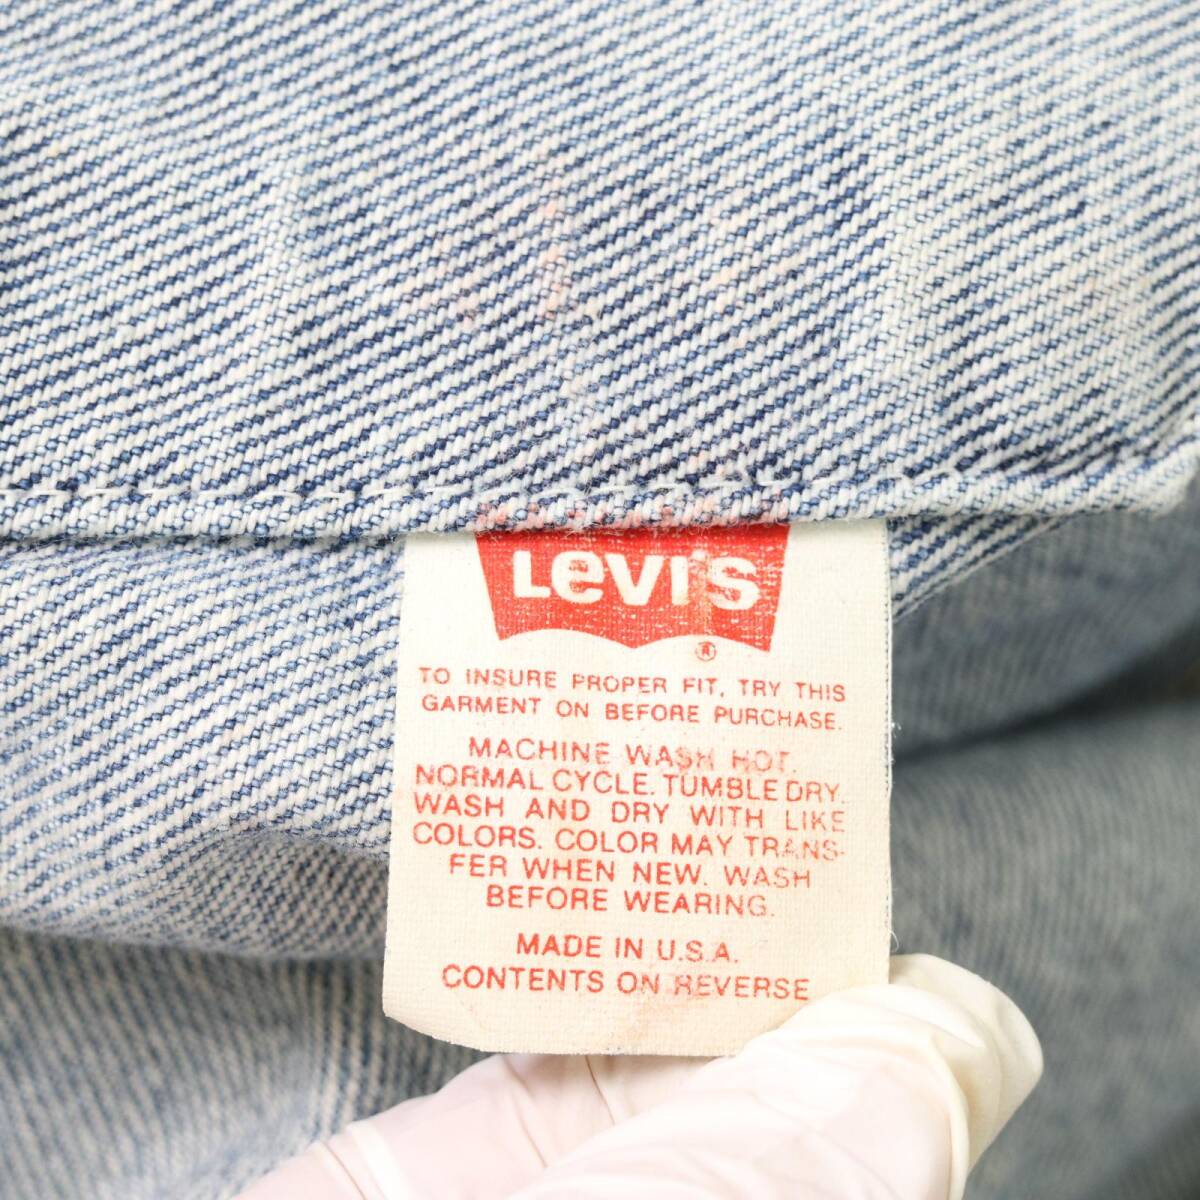 LEVI'S
®
TO INSURE PROPER FIT, TRY THIS
GARMENT ON BEFORE PURCHASE.
MACHINE WASH HOT.
NORMAL CYCLE. TUMBLE DRY.
WASH AND DRY WITH LIKE
COLORS. COLOR MAY TRANS-
FER WHEN NEW. WASH
BEFORE WEARING.
MADE IN U.S.A.
CONTENTS ON REVERSE